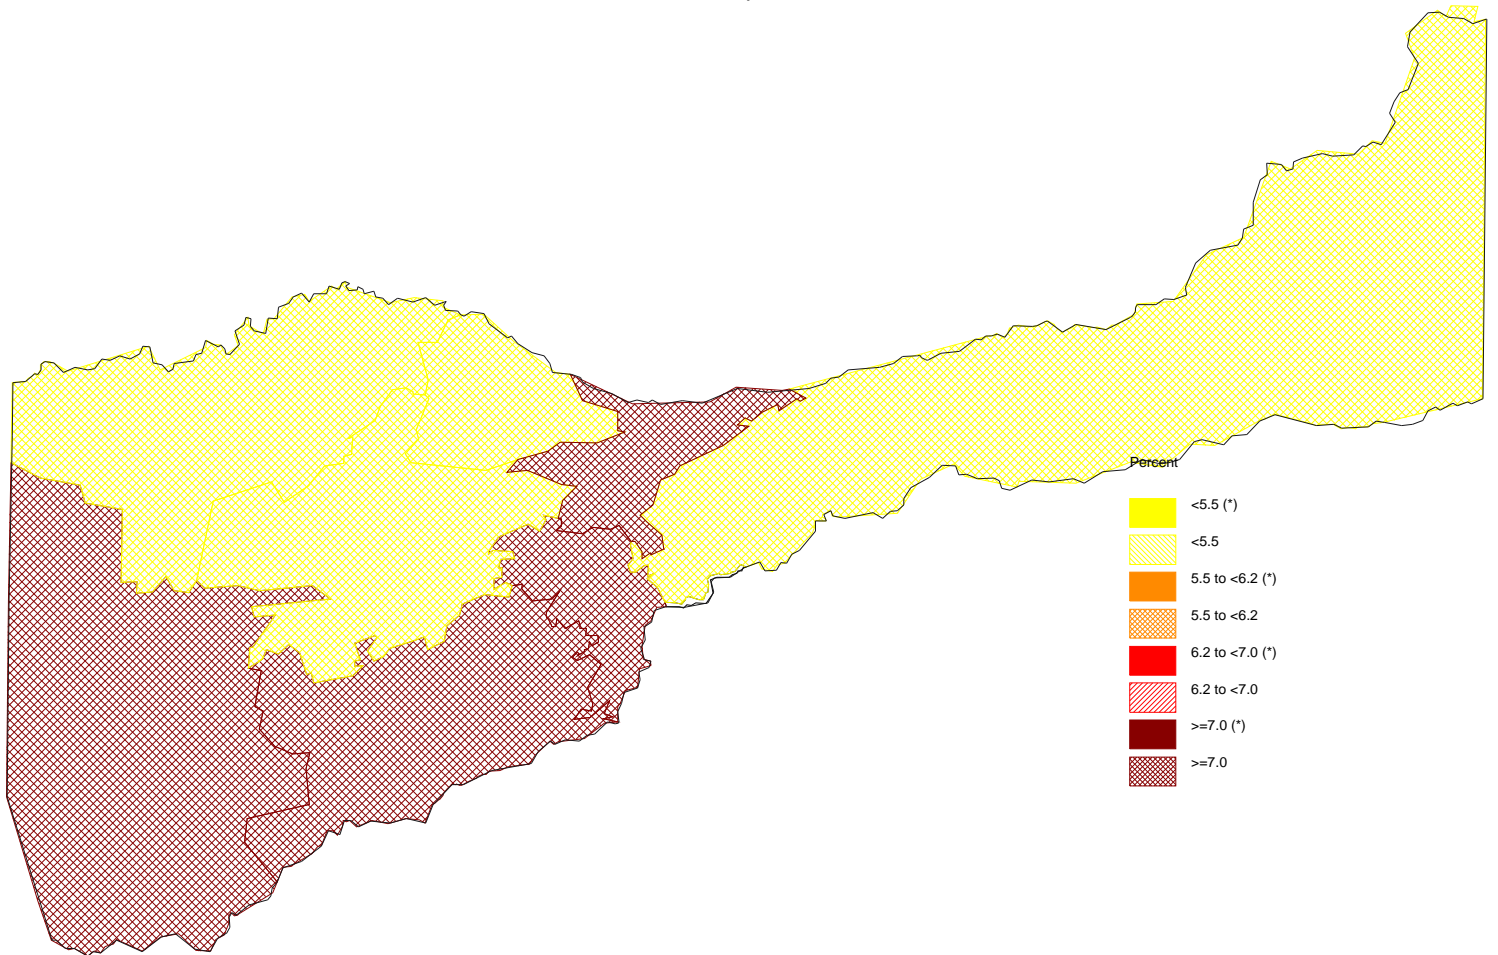 Percent
<5.5 (*)
<5.5
5.5 to <6.2 (*)
5.5 to <6.2
6.2 to <7.0 (*)
6.2 to <7.0
>=7.0 (*)
>=7.0